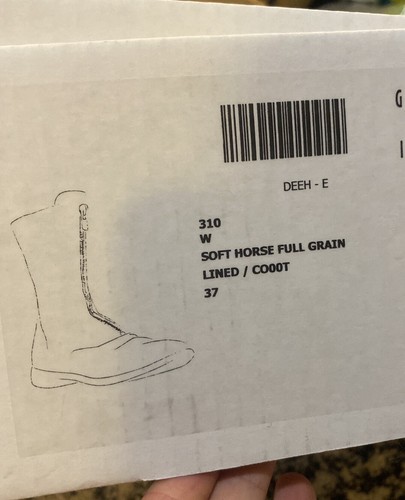 G
DEEH - E
310
W
SOFT HORSE FULL GRAIN
LINED / CO00T
37